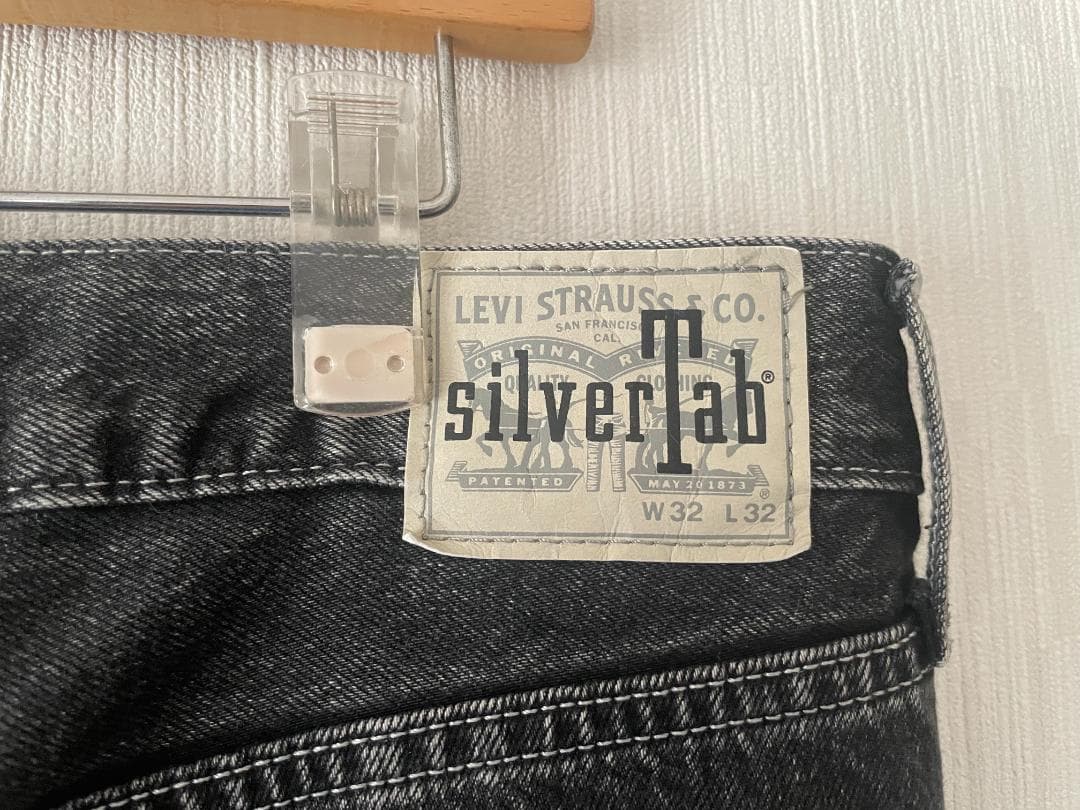 LEVI STRAUSS & CO.
SAN FRANCISCO
CAL.
ORIGINAL RIVETED
QUALITY CLOTHING
silverTab®
PATENTED MAY 20 1873 ®
W32 L32